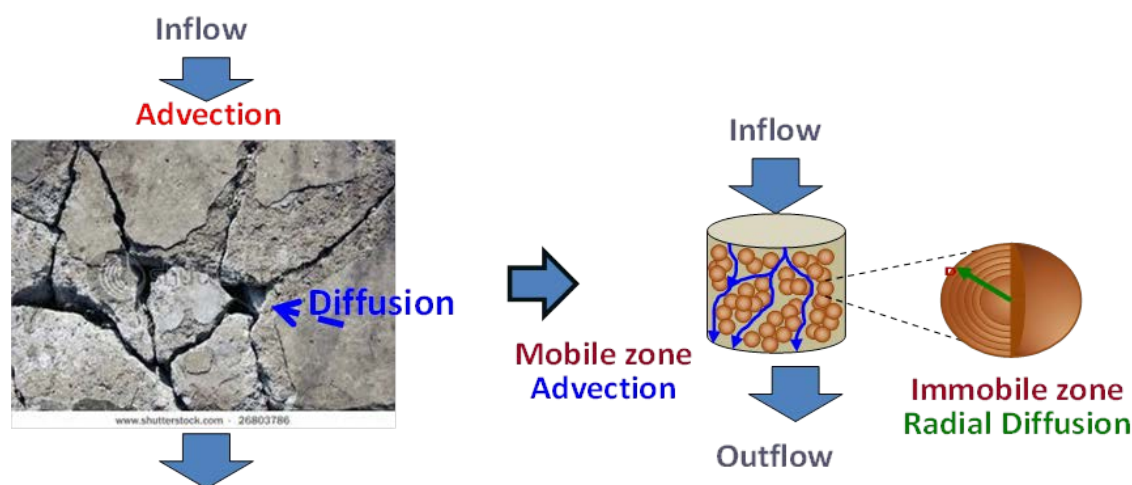 Inflow
Advection
Diffusion
www.shutterstock.com · 26803786
Inflow
Mobile zone
Advection
Outflow
D
Immobile zone
Radial Diffusion